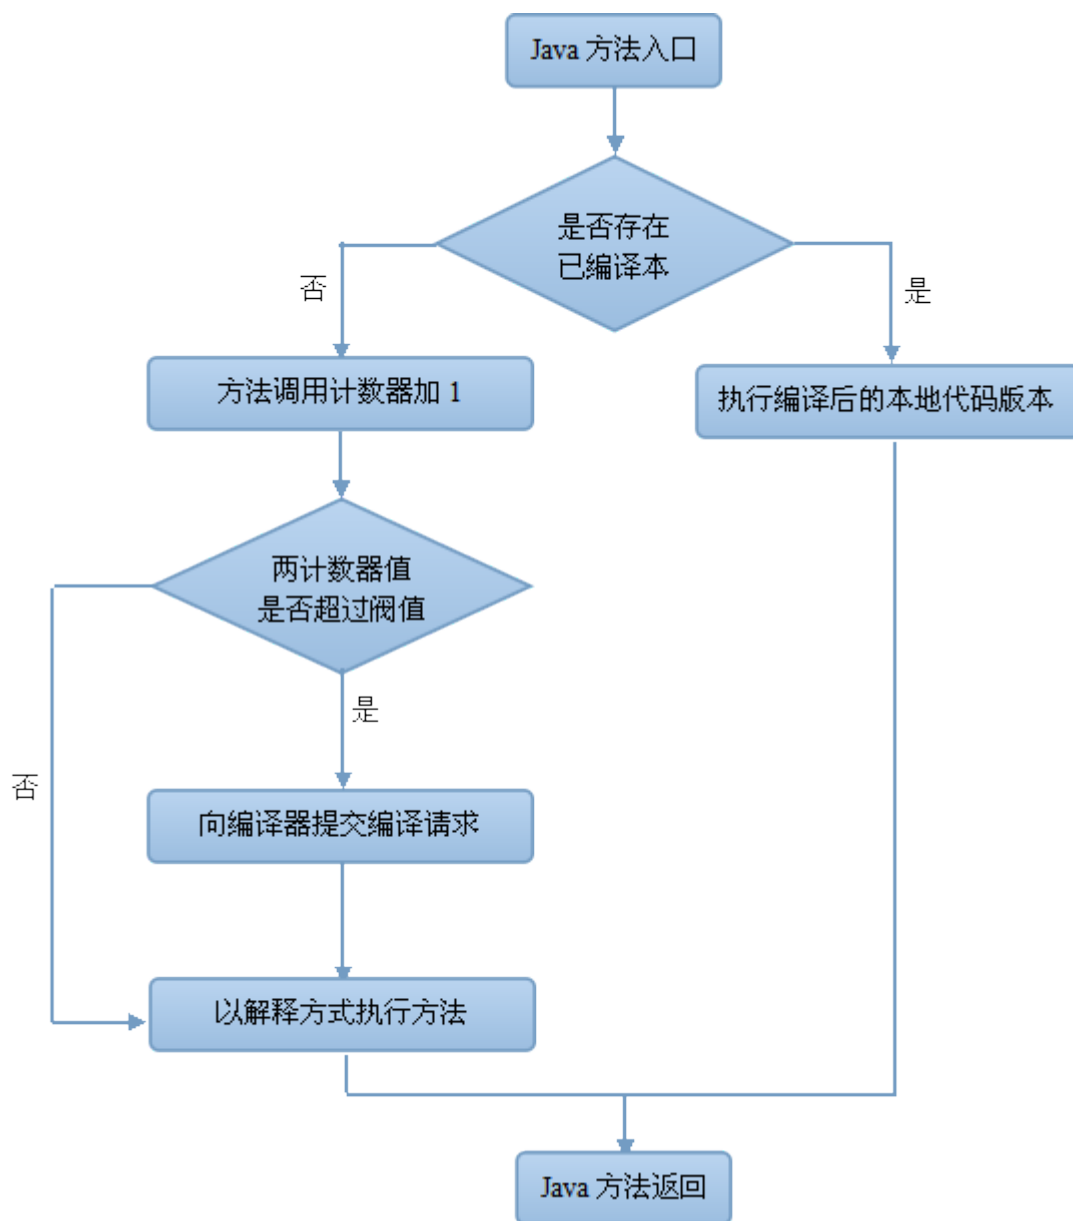 Java 方法入口
是否存在
已编译本
否
是
方法调用计数器加 1
执行编译后的本地代码版本
两计数器值
是否超过阀值
是
否
向编译器提交编译请求
以解释方式执行方法
Java 方法返回